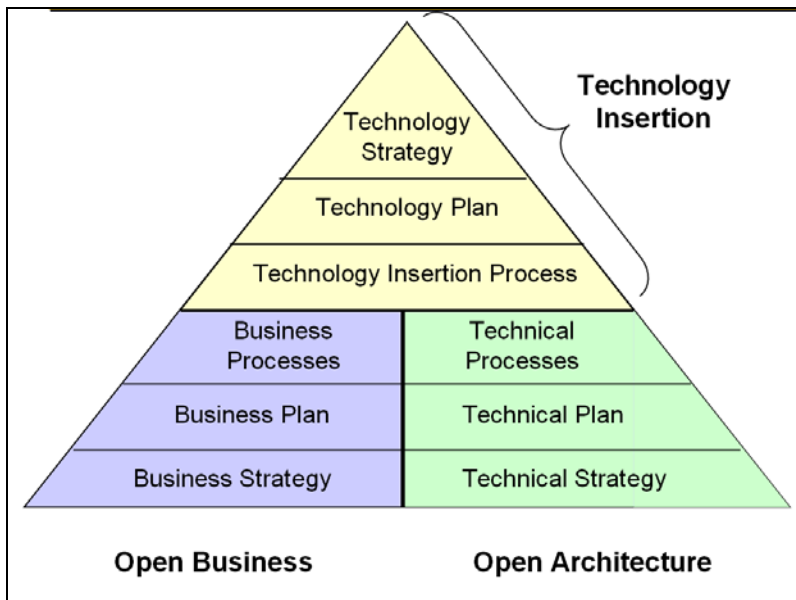 Technology
Insertion
Technology
Strategy
Technology Plan
Technology Insertion Process
Business
Processes
Technical
Processes
Business Plan
Technical Plan
Business Strategy
Technical Strategy
Open Business
Open Architecture